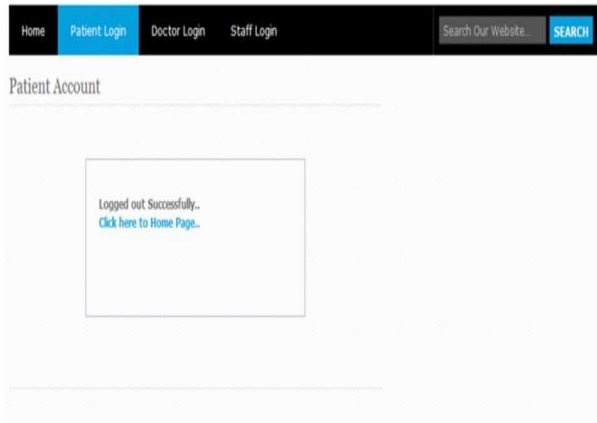 Home Patient Login Doctor Login Staff Login Search Our Website... SEARCH
Patient Account
Logged out Successfully..
Click here to Home Page..